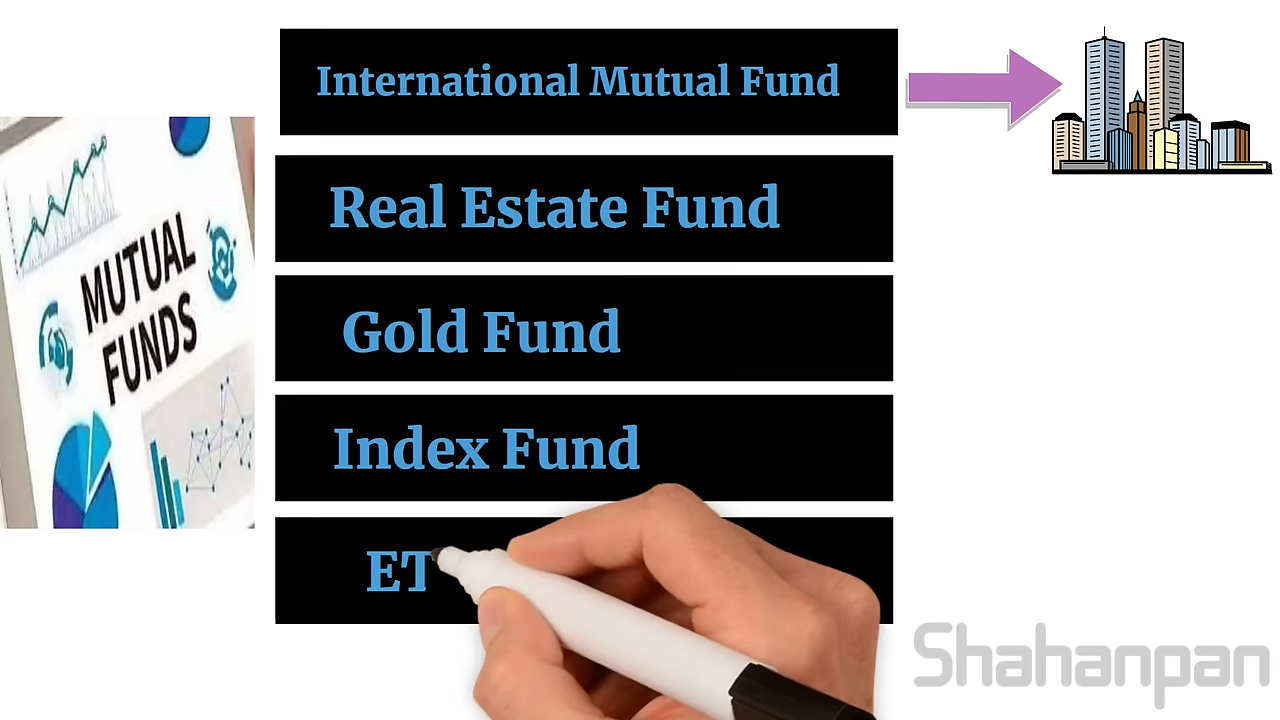 International Mutual Fund
Real Estate Fund
Gold Fund
Index Fund
ET
MUTUAL
FUNDS
Shahanpan